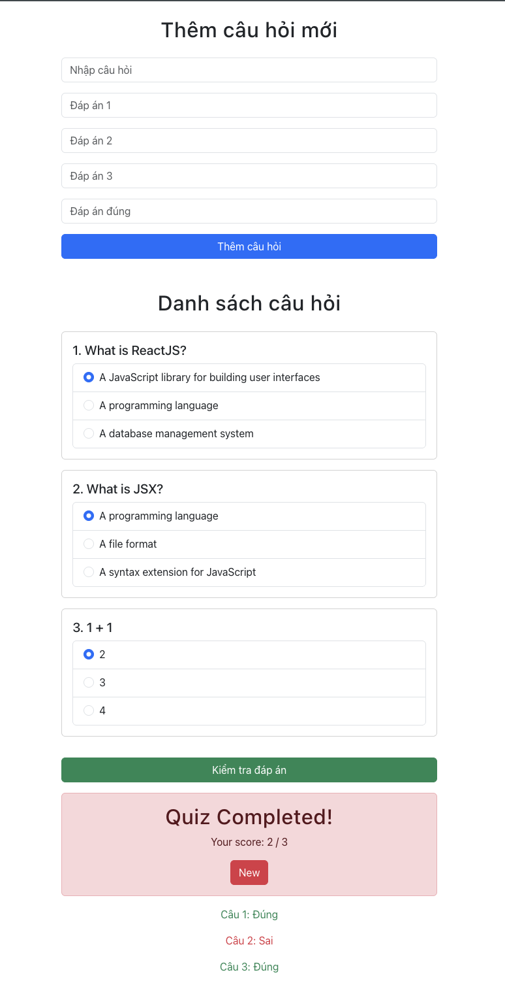 Thêm câu hỏi mới
Nhập câu hỏi
Đáp án 1
Đáp án 2
Đáp án 3
Đáp án đúng
Thêm câu hỏi
Danh sách câu hỏi
1. What is ReactJS?
A JavaScript library for building user interfaces
A programming language
A database management system
2. What is JSX?
A programming language
A file format
A syntax extension for JavaScript
3. 1 + 1
2
3
4
Kiểm tra đáp án
Quiz Completed!
Your score: 2 / 3
New
Câu 1: Đúng
Câu 2: Sai
Câu 3: Đúng